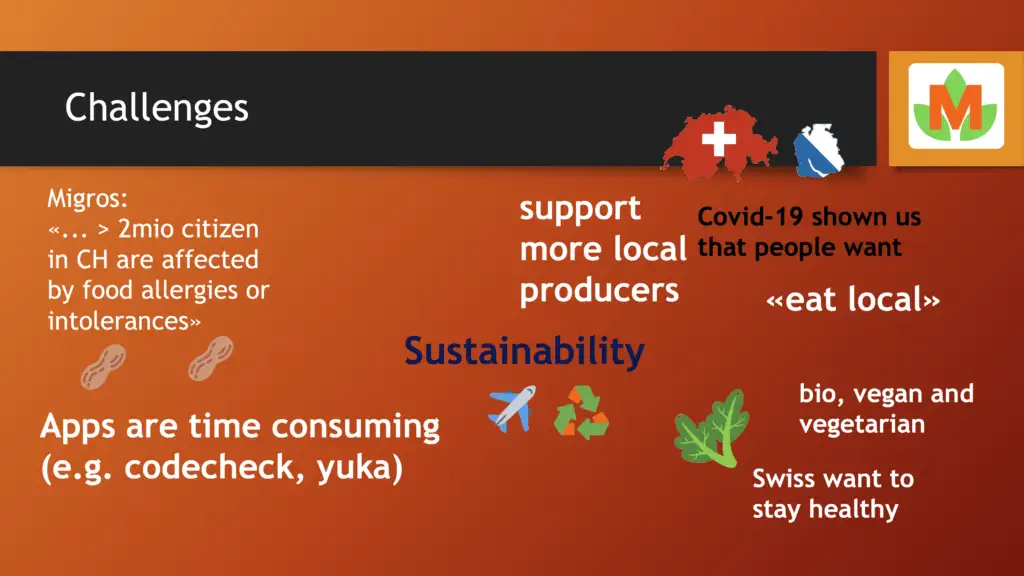 Challenges
M
Migros:
«... > 2mio citizen
in CH are affected
by food allergies or
intolerances»
support
more local
producers
Covid-19 shown us
that people want
«eat local»
Sustainability
Apps are time consuming
(e.g. codecheck, yuka)
bio, vegan and
vegetarian
Swiss want to
stay healthy